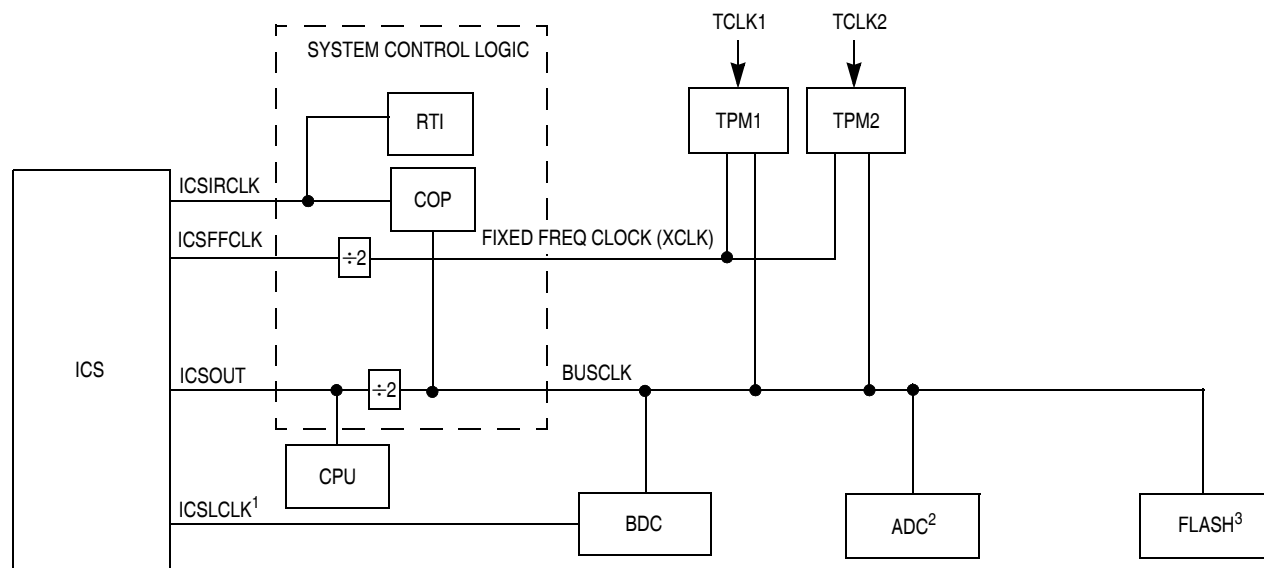 TCLK1
TCLK2
SYSTEM CONTROL LOGIC
RTI
TPM1
TPM2
ICSIRCLK
COP
ICSFFCLK
÷2
FIXED FREQ CLOCK (XCLK)
ICS
ICSOUT
÷2
BUSCLK
CPU
ICSLCLK¹
BDC
ADC²
FLASH³